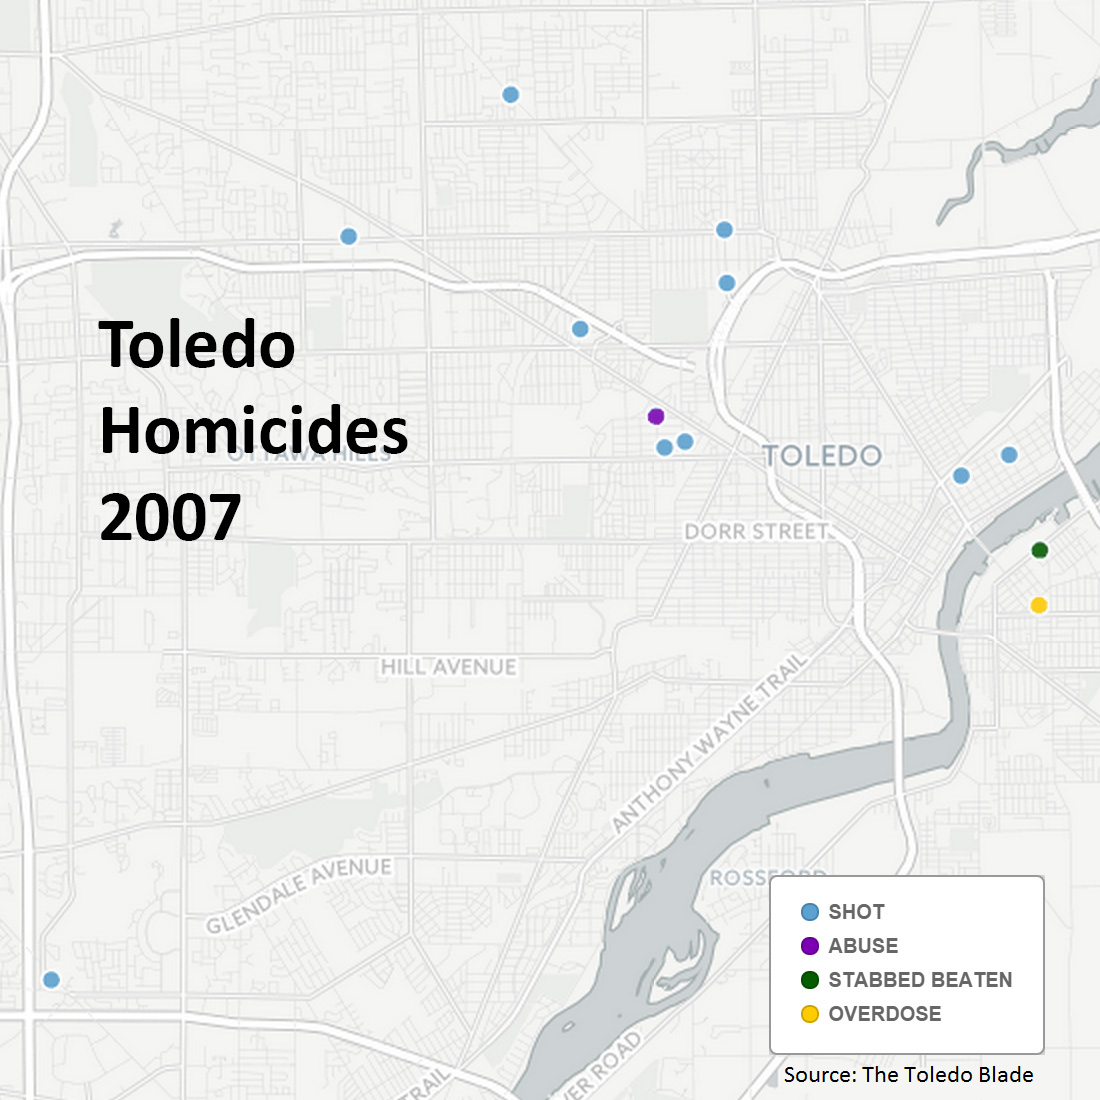 Toledo
Homicides
2007
OTTAWA HILLS
TOLEDO
DORR STREET
HILL AVENUE
ANTHONY WAYNE TRAIL
GLENDALE AVENUE
ROSSFORD
SHOT
ABUSE
STABBED BEATEN
OVERDOSE
TRAIL
ER ROAD
Source: The Toledo Blade